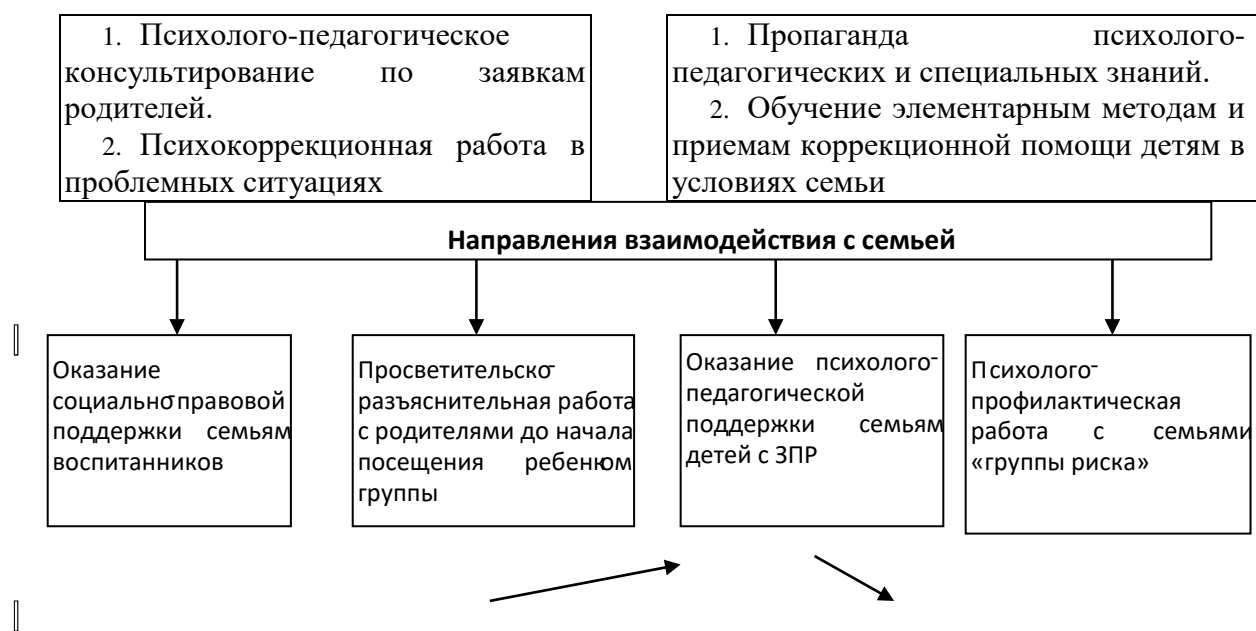 1. Психолого-педагогическое
консультирование по заявкам
родителей.
2. Психокоррекционная работа в
проблемных ситуациях
1. Пропаганда психолого-
педагогических и специальных знаний.
2. Обучение элементарным методам и
приемам коррекционной помощи детям в
условиях семьи
Направления взаимодействия с семьей
Оказание
социально-правовой
поддержки семьям
воспитанников
Просветительско-
разъяснительная работа
с родителями до начала
посещения ребенком
группы
Оказание психолого-
педагогической
поддержки семьям
детей с ЗПР
Психолого-
профилактическая
работа с семьями
«группы риска»